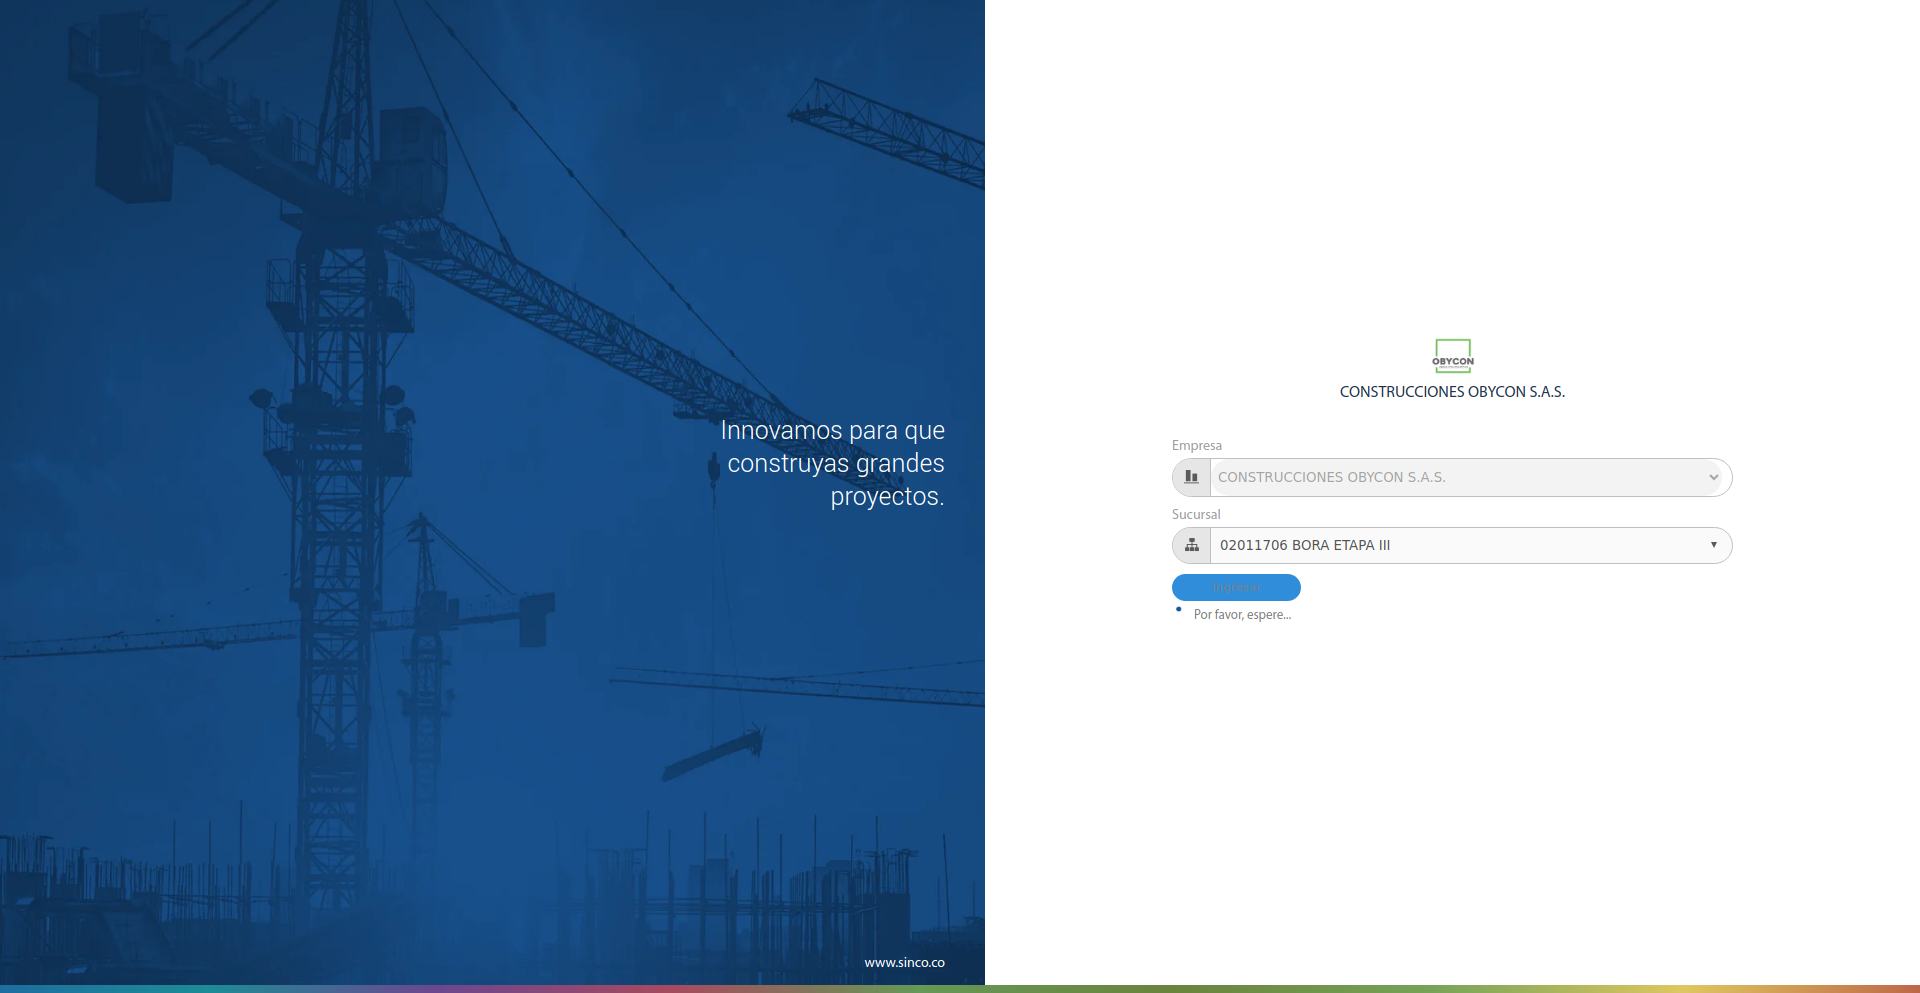 Innovamos para que
construyas grandes
proyectos.
www.sinco.co
OBYCON
CONSTRUCCIONES OBYCON S.A.S.
Empresa
CONSTRUCCIONES OBYCON S.A.S.
Sucursal
02011706 BORA ETAPA III
Ingresar
Por favor, espere...